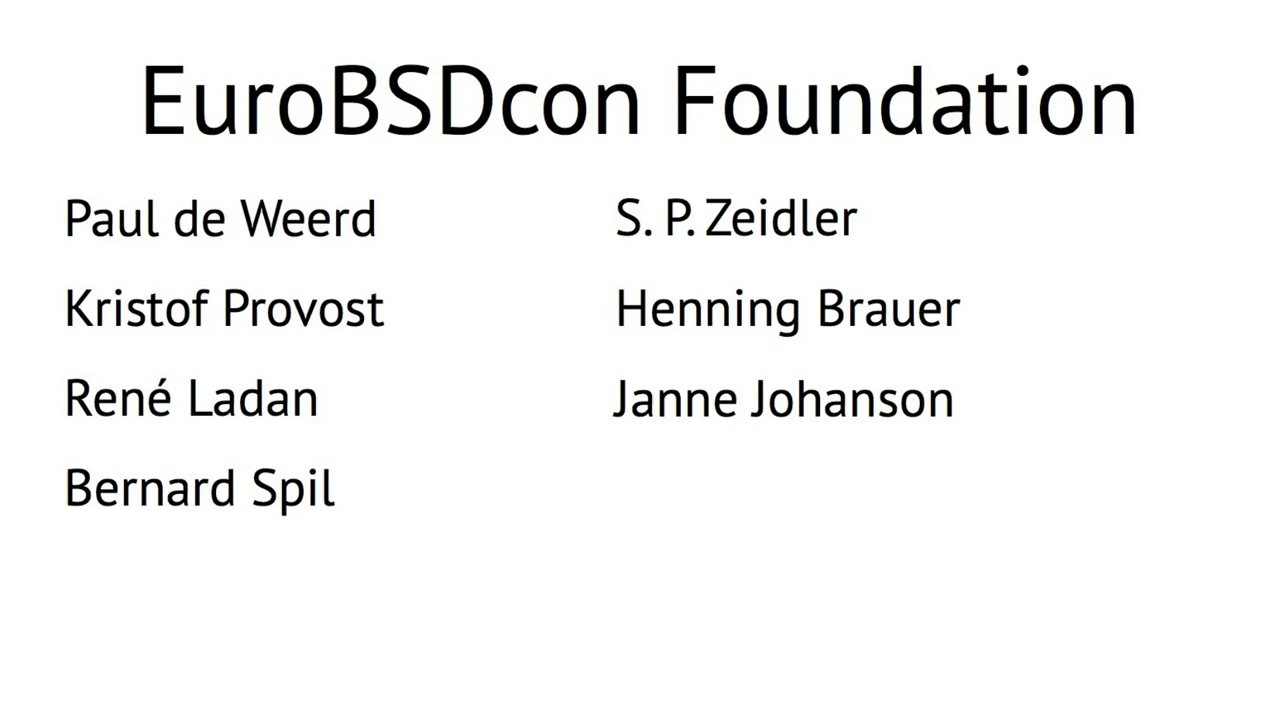 EuroBSDcon Foundation
Paul de Weerd
Kristof Provost
René Ladan
Bernard Spil
S. P. Zeidler
Henning Brauer
Janne Johanson